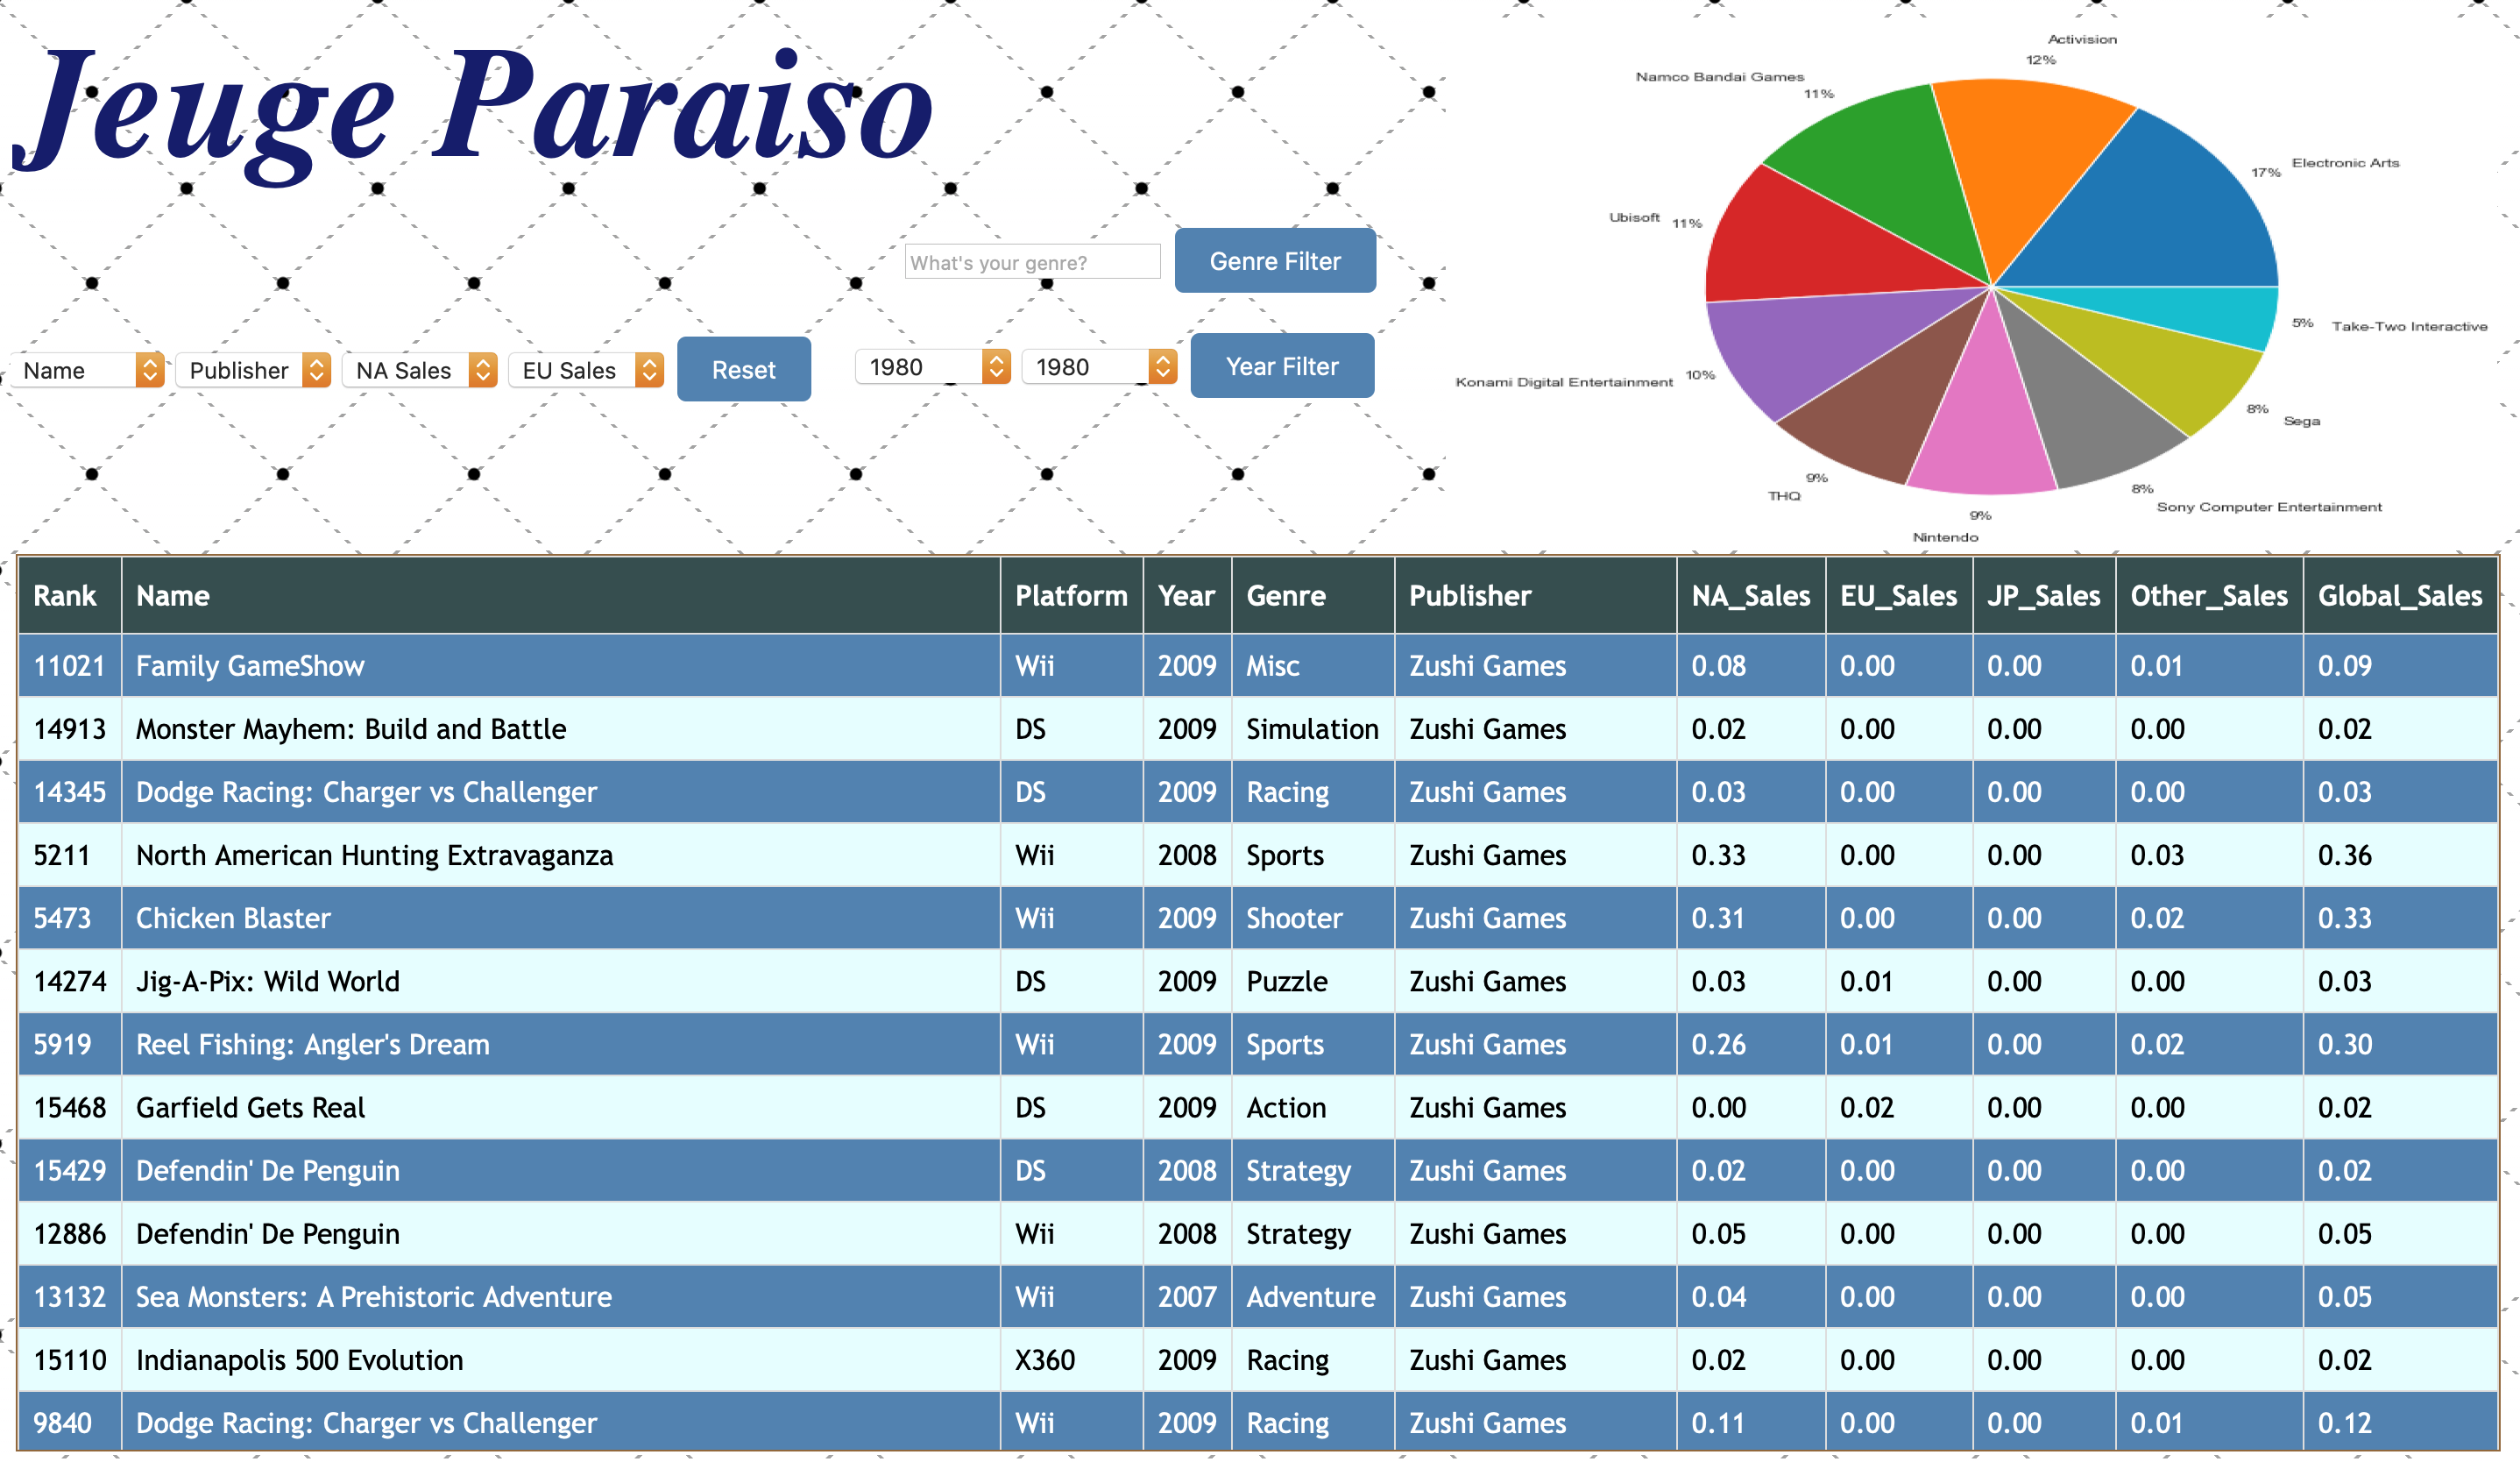 Jeuge Paraiso
What's your genre? Genre Filter
Name Publisher NA Sales EU Sales Reset 1980 1980 Year Filter
Activision
12%
Namco Bandai Games
11%
Electronic Arts
17%
Ubisoft 11%
5% Take-Two Interactive
Konami Digital Entertainment 10%
8%
Sega
9%
THQ
8%
Sony Computer Entertainment
9%
Nintendo
Rank Name Platform Year Genre Publisher NA_Sales EU_Sales JP_Sales Other_Sales Global_Sales
11021 Family GameShow Wii 2009 Misc Zushi Games 0.08 0.00 0.00 0.01 0.09
14913 Monster Mayhem: Build and Battle DS 2009 Simulation Zushi Games 0.02 0.00 0.00 0.00 0.02
14345 Dodge Racing: Charger vs Challenger DS 2009 Racing Zushi Games 0.03 0.00 0.00 0.00 0.03
5211 North American Hunting Extravaganza Wii 2008 Sports Zushi Games 0.33 0.00 0.00 0.03 0.36
5473 Chicken Blaster Wii 2009 Shooter Zushi Games 0.31 0.00 0.00 0.02 0.33
14274 Jig-A-Pix: Wild World DS 2009 Puzzle Zushi Games 0.03 0.01 0.00 0.00 0.03
5919 Reel Fishing: Angler's Dream Wii 2009 Sports Zushi Games 0.26 0.01 0.00 0.02 0.30
15468 Garfield Gets Real DS 2009 Action Zushi Games 0.00 0.02 0.00 0.00 0.02
15429 Defendin' De Penguin DS 2008 Strategy Zushi Games 0.02 0.00 0.00 0.00 0.02
12886 Defendin' De Penguin Wii 2008 Strategy Zushi Games 0.05 0.00 0.00 0.00 0.05
13132 Sea Monsters: A Prehistoric Adventure Wii 2007 Adventure Zushi Games 0.04 0.00 0.00 0.00 0.05
15110 Indianapolis 500 Evolution X360 2009 Racing Zushi Games 0.02 0.00 0.00 0.00 0.02
9840 Dodge Racing: Charger vs Challenger Wii 2009 Racing Zushi Games 0.11 0.00 0.00 0.01 0.12